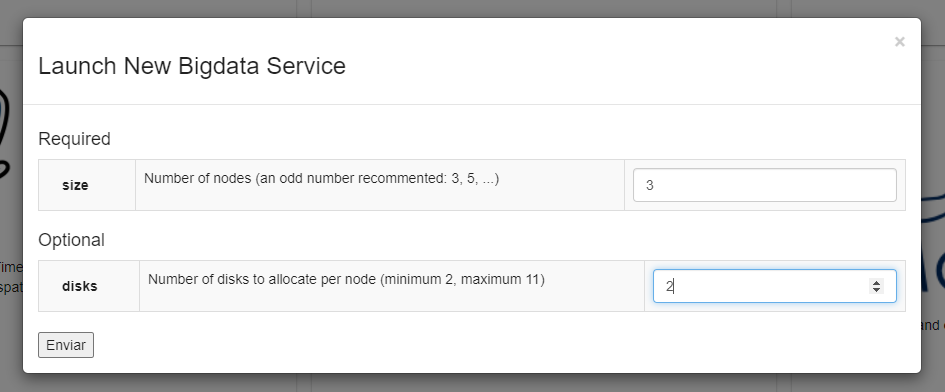 ×
Launch New Bigdata Service
Required
size Number of nodes (an odd number recommented: 3, 5, ...) 3
Optional
disks Number of disks to allocate per node (minimum 2, maximum 11) 2
Enviar
and